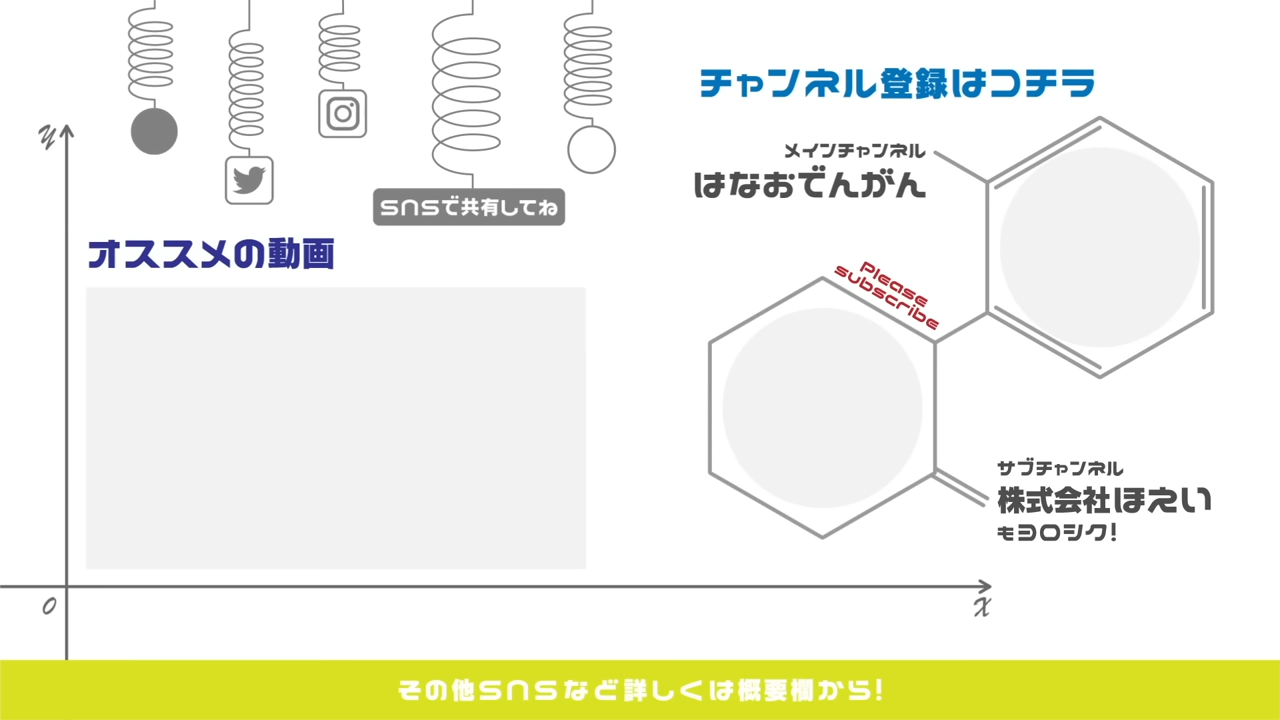 チャンネル登録はコチラ
y
メインチャンネル
はなおでんがん
SNSで共有してね
オススメの動画
Please
subscribe
サブチャンネル
株式会社ほえい
もヨロシク!
O
x
その他SNSなど詳しくは概要欄から!